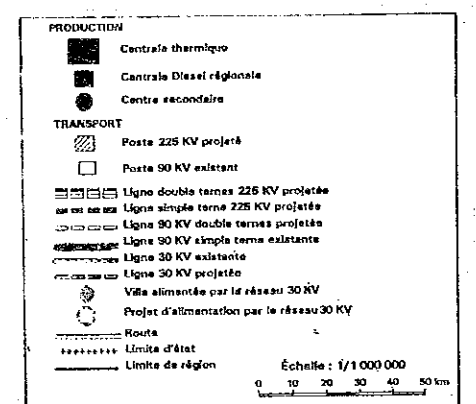 PRODUCTION
Centrale thermique
Centrale Diesel régionale
Centre secondaire
TRANSPORT
Poste 225 KV projeté
Poste 90 KV existant
Ligne double ternes 225 KV projetée
Ligne simple terne 225 KV projetée
Ligne 90 KV double ternes projetée
Ligne 90 KV simple terne existante
Ligne 30 KV existante
Ligne 30 KV projetée
Ville alimentée par le réseau 30 KV
Projet d'alimentation par le réseau 30 KV
Route
Limite d'état
Limite de région
Échelle : 1/1 000 000
0 10 20 30 40 50 km